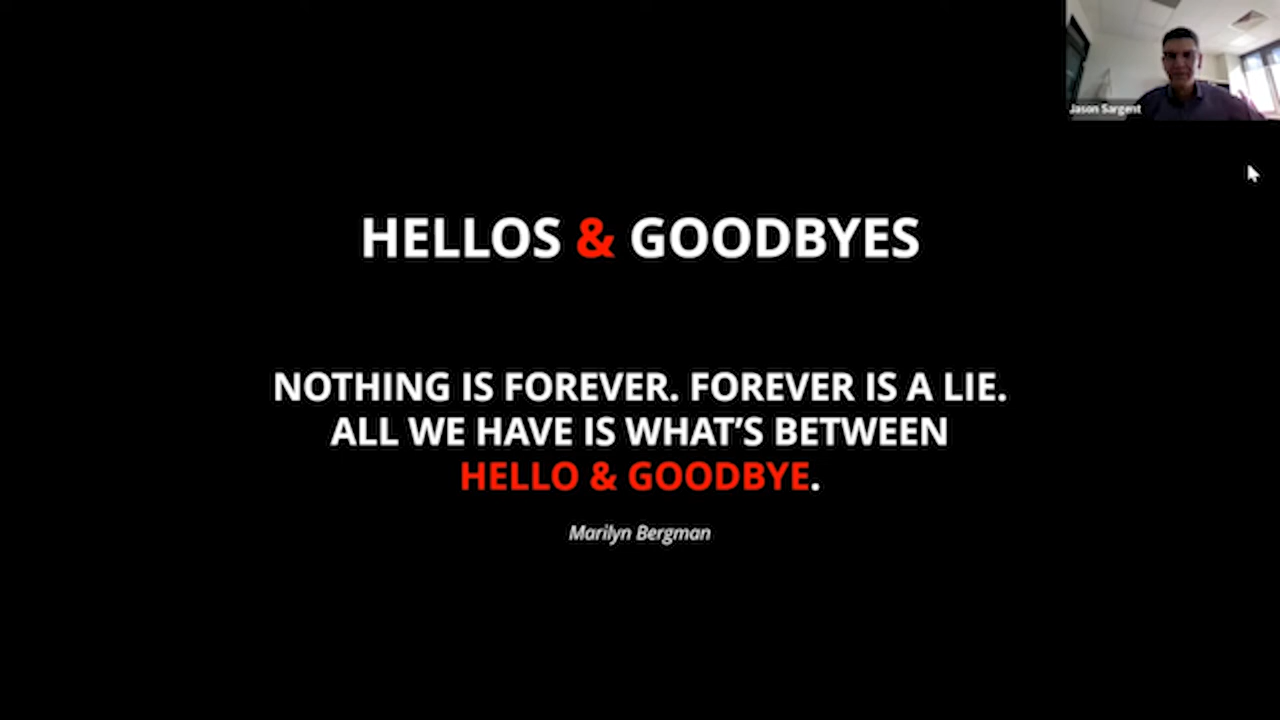 Jason Sargent
HELLOS & GOODBYES
NOTHING IS FOREVER. FOREVER IS A LIE.
ALL WE HAVE IS WHAT’S BETWEEN
HELLO & GOODBYE.
Marilyn Bergman